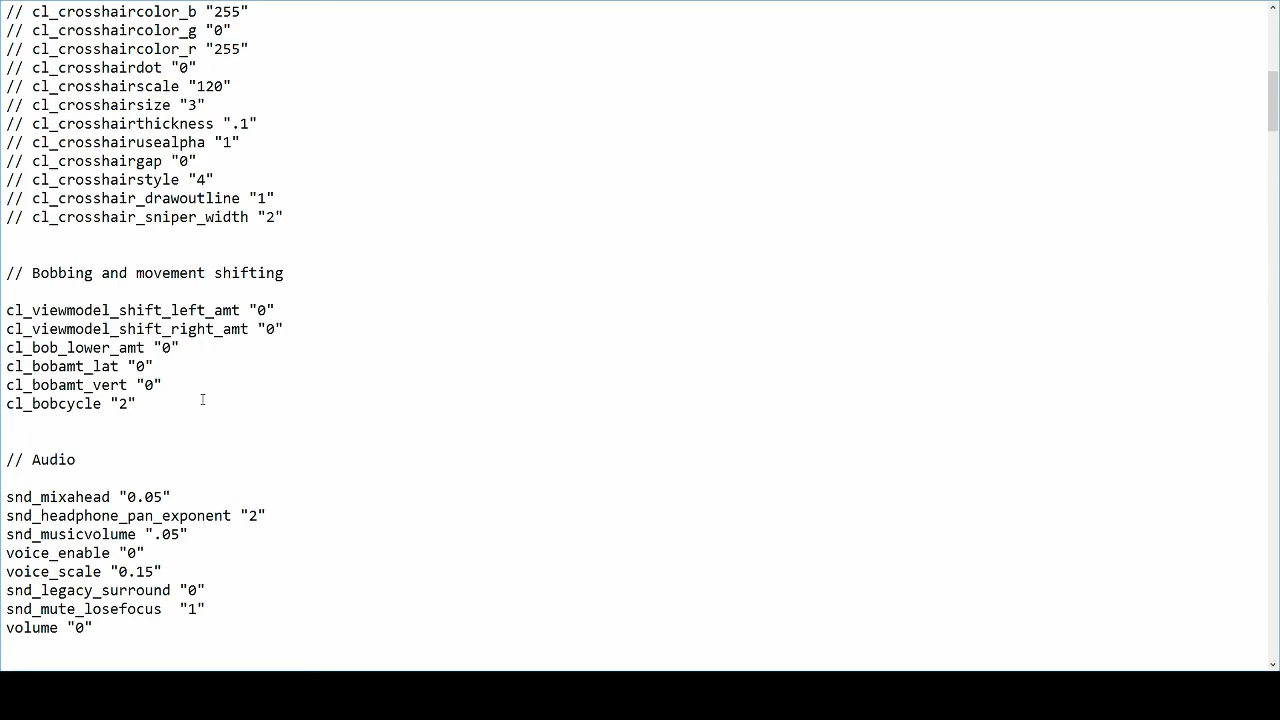 // cl_crosshaircolor_b "255"
// cl_crosshaircolor_g "0"
// cl_crosshaircolor_r "255"
// cl_crosshairdot "0"
// cl_crosshairscale "120"
// cl_crosshairsize "3"
// cl_crosshairthickness ".1"
// cl_crosshairusealpha "1"
// cl_crosshairgap "0"
// cl_crosshairstyle "4"
// cl_crosshair_drawoutline "1"
// cl_crosshair_sniper_width "2"
// Bobbing and movement shifting
cl_viewmodel_shift_left_amt "0"
cl_viewmodel_shift_right_amt "0"
cl_bob_lower_amt "0"
cl_bobamt_lat "0"
cl_bobamt_vert "0"
cl_bobcycle "2"
// Audio
snd_mixahead "0.05"
snd_headphone_pan_exponent "2"
snd_musicvolume ".05"
voice_enable "0"
voice_scale "0.15"
snd_legacy_surround "0"
snd_mute_losefocus  "1"
volume "0"